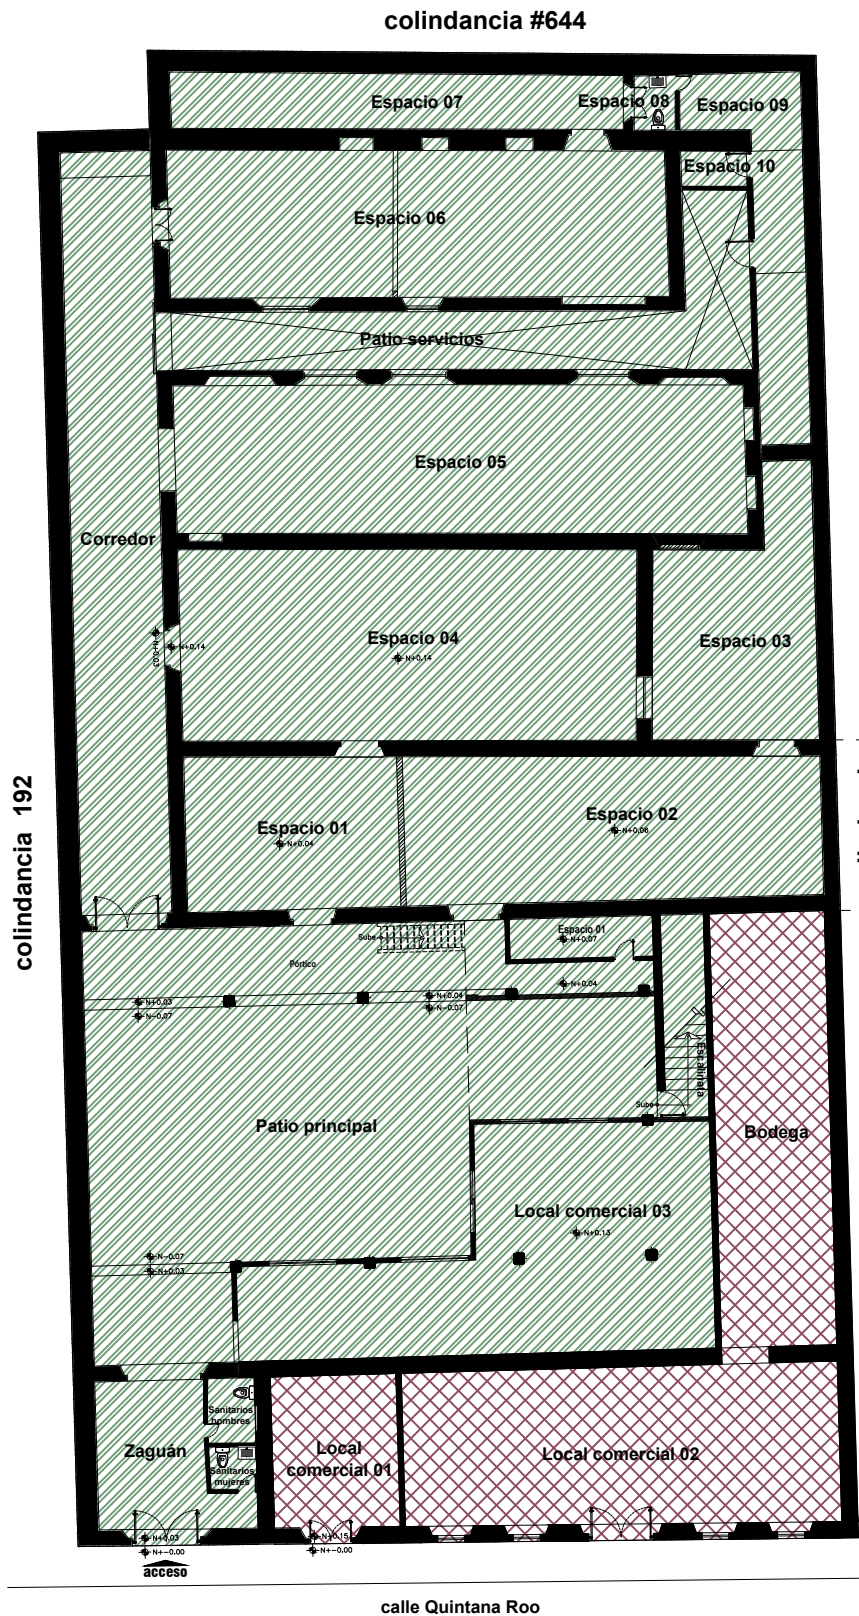 colindancia #644
Espacio 07
Espacio 08
Espacio 09
Espacio 10
Espacio 06
Patio servicios
Espacio 05
Corredor
Espacio 04
N+0.14
N+0.03
N+0.14
Espacio 03
colindancia 192
Espacio 01
N+0.04
Espacio 02
N+0.06
Sube
Espacio 01
N+0.07
Pórtico
N+0.04
N+0.03
N-0.07
N+0.04
N-0.07
Escalinata
Sube
Patio principal
Bodega
Local comercial 03
N+0.13
N-0.07
N+0.03
Sanitarios
hombres
Zaguán
Sanitarios
mujeres
Local
comercial 01
Local comercial 02
N+0.03
N+-0.00
N+0.15
N+-0.00
acceso
calle Quintana Roo